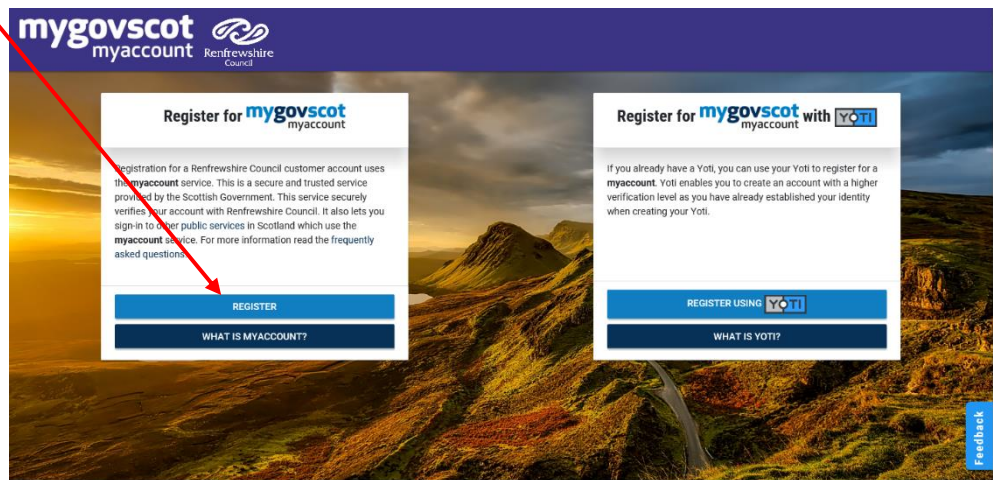 mygovscot
myaccount
Renfrewshire
Council
Register for mygovscot
myaccount
Registration for a Renfrewshire Council customer account uses
the myaccount service. This is a secure and trusted service
provided by the Scottish Government. This service securely
verifies your account with Renfrewshire Council. It also lets you
sign-in to other public services in Scotland which use the
myaccount service. For more information read the frequently
asked questions
REGISTER
WHAT IS MYACCOUNT?
Register for mygovscot with YOTI
myaccount
If you already have a Yoti, you can use your Yoti to register for a
myaccount. Yoti enables you to create an account with a higher
verification level as you have already established your identity
when creating your Yoti.
REGISTER USING YOTI
WHAT IS YOTI?
Feedback